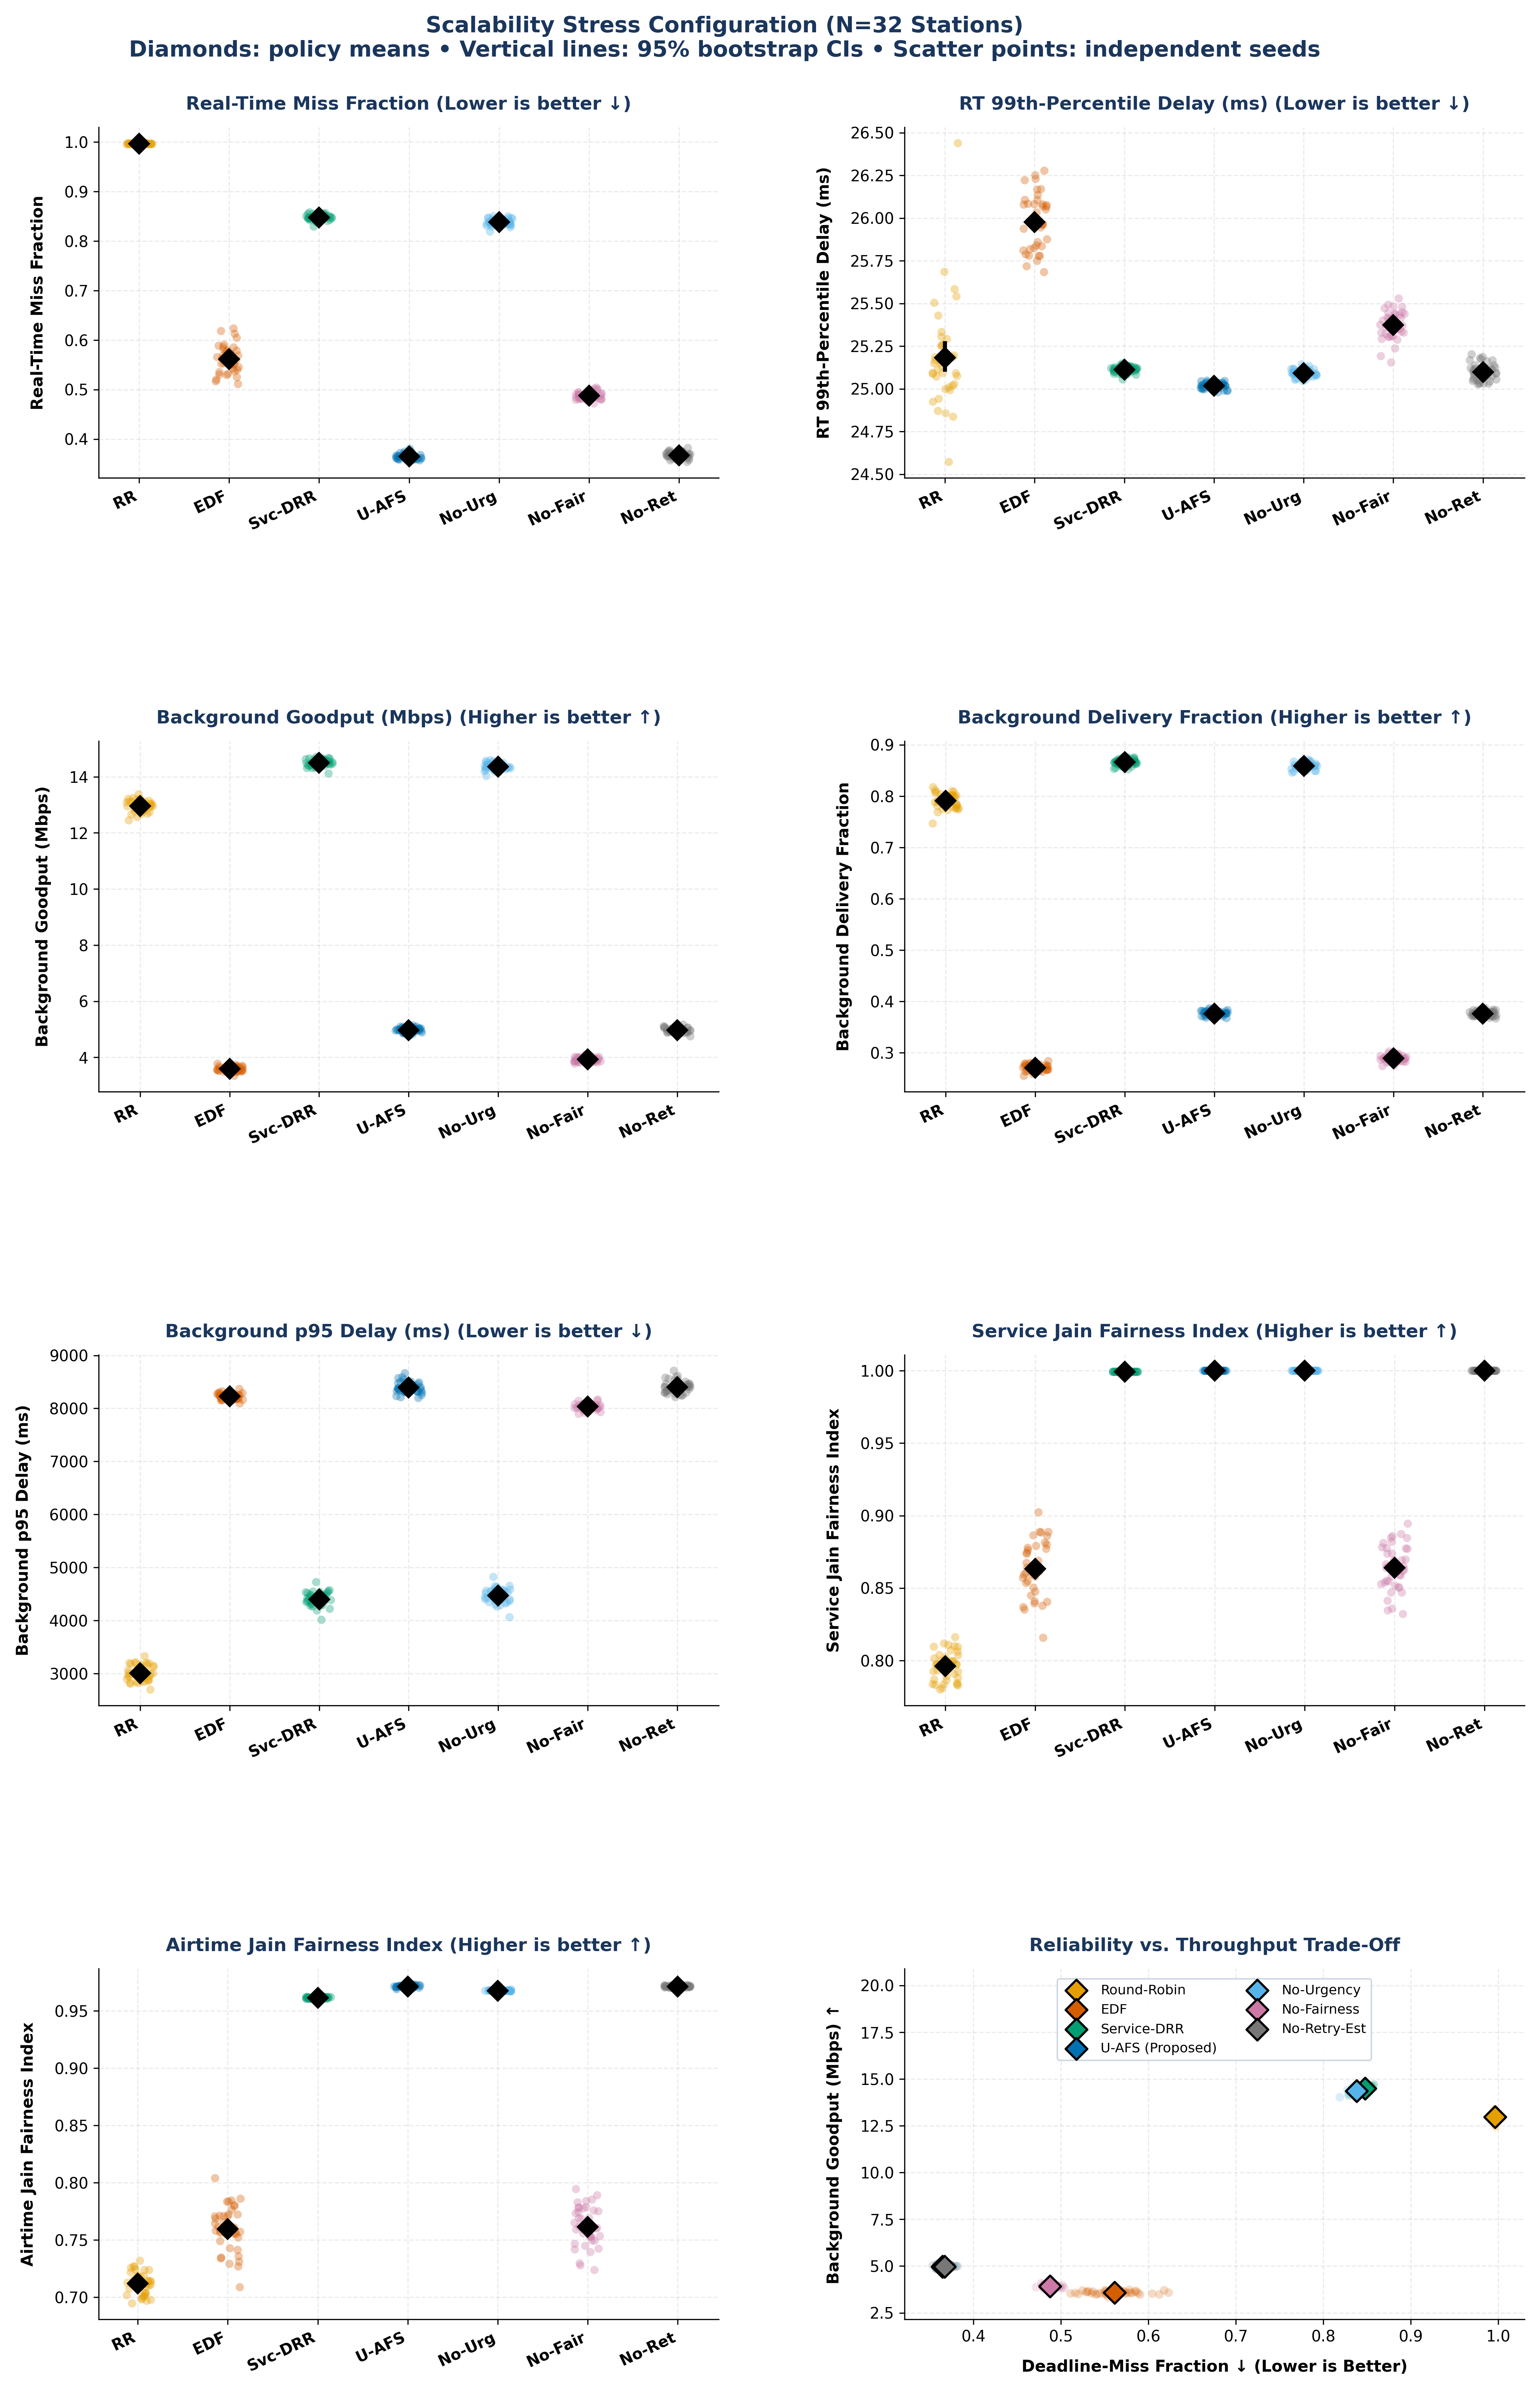 Scalability Stress Configuration (N=32 Stations)
Diamonds: policy means • Vertical lines: 95% bootstrap CIs • Scatter points: independent seeds
Real-Time Miss Fraction (Lower is better ↓)
Real-Time Miss Fraction
1.0
0.9
0.8
0.7
0.6
0.5
0.4
RR
EDF
Svc-DRR
U-AFS
No-Urg
No-Fair
No-Ret
RT 99th-Percentile Delay (ms) (Lower is better ↓)
RT 99th-Percentile Delay (ms)
26.50
26.25
26.00
25.75
25.50
25.25
25.00
24.75
24.50
RR
EDF
Svc-DRR
U-AFS
No-Urg
No-Fair
No-Ret
Background Goodput (Mbps) (Higher is better ↑)
Background Goodput (Mbps)
14
12
10
8
6
4
RR
EDF
Svc-DRR
U-AFS
No-Urg
No-Fair
No-Ret
Background Delivery Fraction (Higher is better ↑)
Background Delivery Fraction
0.9
0.8
0.7
0.6
0.5
0.4
0.3
RR
EDF
Svc-DRR
U-AFS
No-Urg
No-Fair
No-Ret
Background p95 Delay (ms) (Lower is better ↓)
Background p95 Delay (ms)
9000
8000
7000
6000
5000
4000
3000
RR
EDF
Svc-DRR
U-AFS
No-Urg
No-Fair
No-Ret
Service Jain Fairness Index (Higher is better ↑)
Service Jain Fairness Index
1.00
0.95
0.90
0.85
0.80
RR
EDF
Svc-DRR
U-AFS
No-Urg
No-Fair
No-Ret
Airtime Jain Fairness Index (Higher is better ↑)
Airtime Jain Fairness Index
0.95
0.90
0.85
0.80
0.75
0.70
RR
EDF
Svc-DRR
U-AFS
No-Urg
No-Fair
No-Ret
Reliability vs. Throughput Trade-Off
Background Goodput (Mbps) ↑
20.0
17.5
15.0
12.5
10.0
7.5
5.0
2.5
Round-Robin
EDF
Service-DRR
U-AFS (Proposed)
No-Urgency
No-Fairness
No-Retry-Est
0.4
0.5
0.6
0.7
0.8
0.9
1.0
Deadline-Miss Fraction ↓ (Lower is Better)